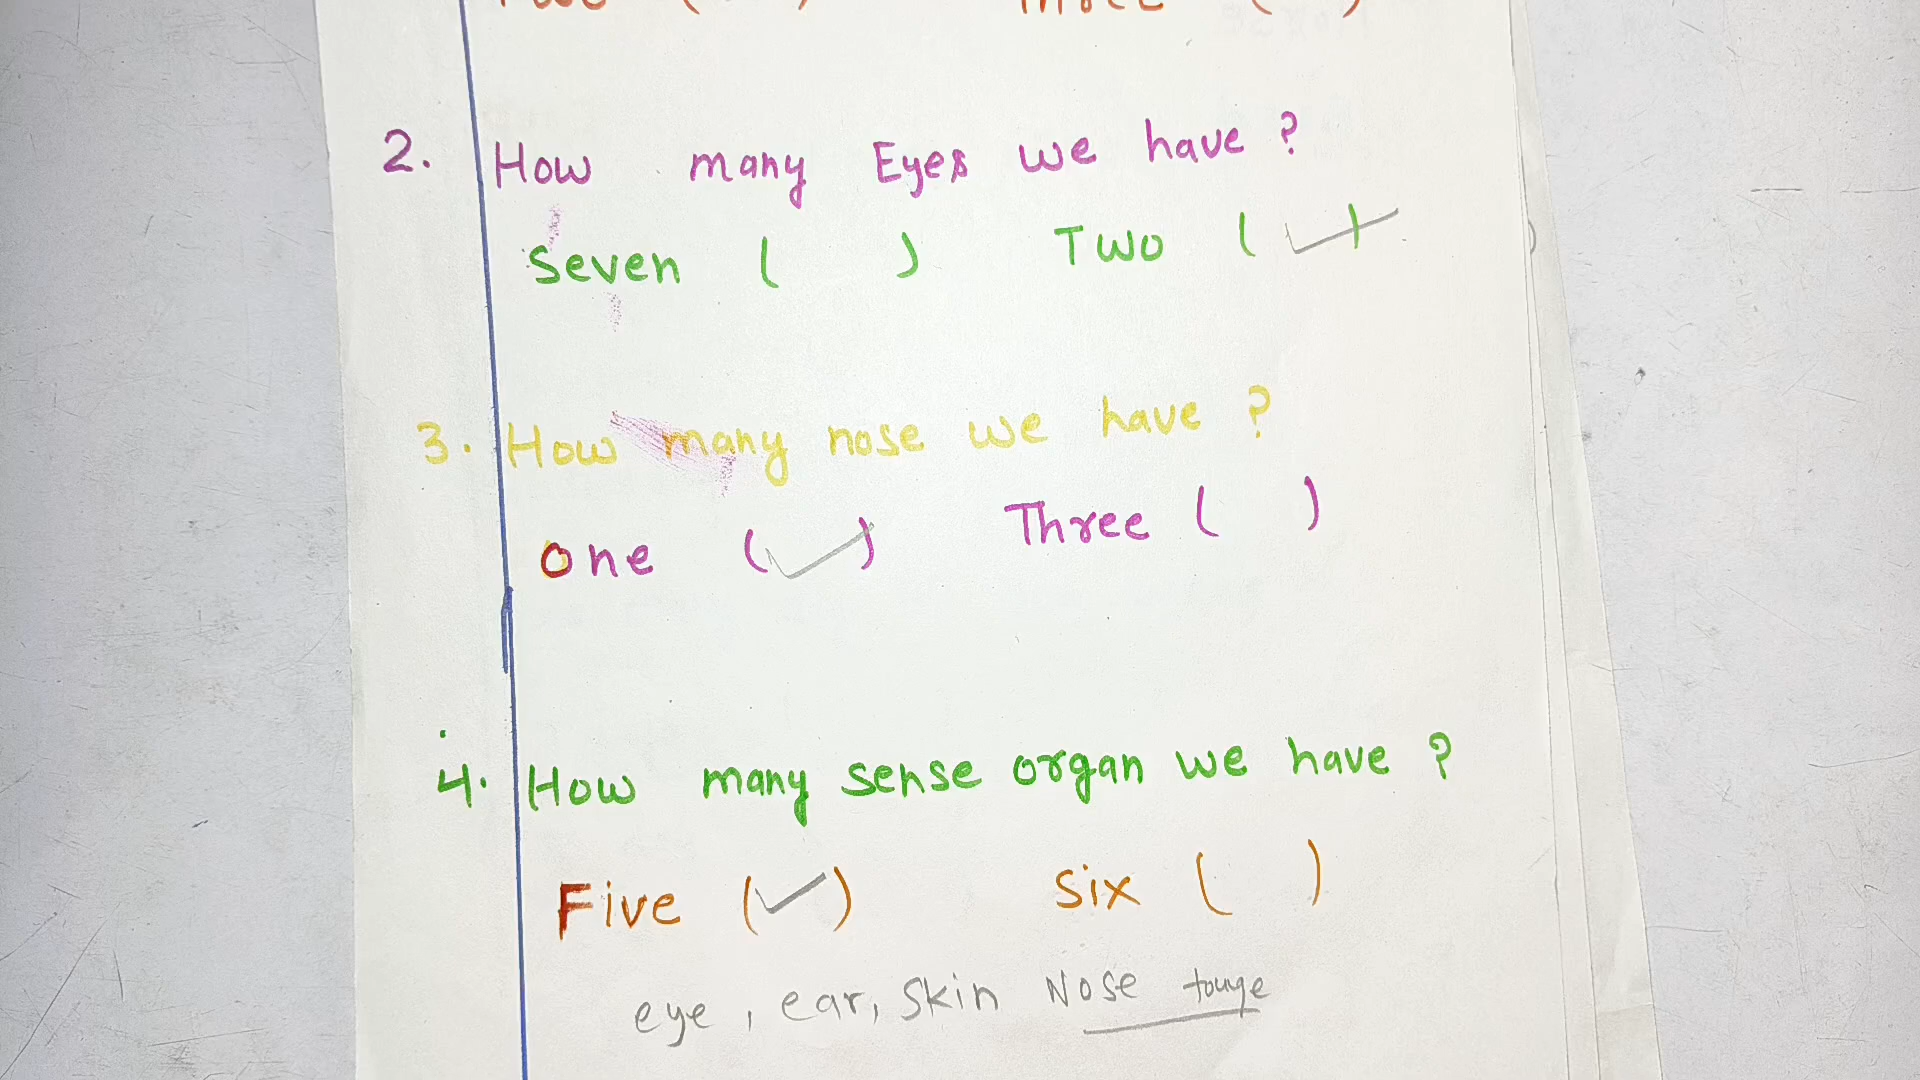 2. How many Eyes we have ?
Seven ( ) Two ( ✓ )
3. How many nose we have ?
One ( ✓ ) Three ( )
4. How many sense organ we have ?
Five ( ✓ ) Six ( )
eye, ear, Skin Nose